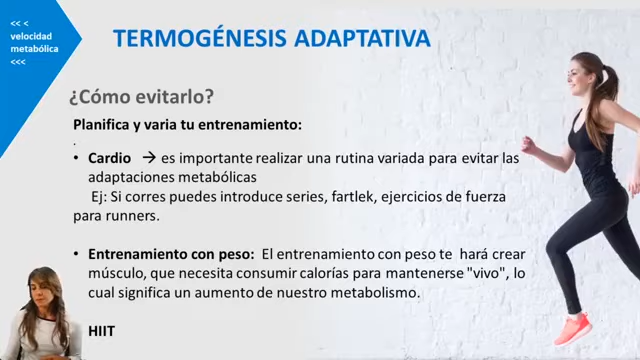 << <
velocidad
metabólica
<<<
TERMOGÉNESIS ADAPTATIVA
¿Cómo evitarlo?
Planifica y varia tu entrenamiento:
.
• Cardio → es importante realizar una rutina variada para evitar las
adaptaciones metabólicas
Ej: Si corres puedes introduce series, fartlek, ejercicios de fuerza
para runners.
• Entrenamiento con peso: El entrenamiento con peso te hará crear
músculo, que necesita consumir calorías para mantenerse "vivo", lo
cual significa un aumento de nuestro metabolismo.
HIIT